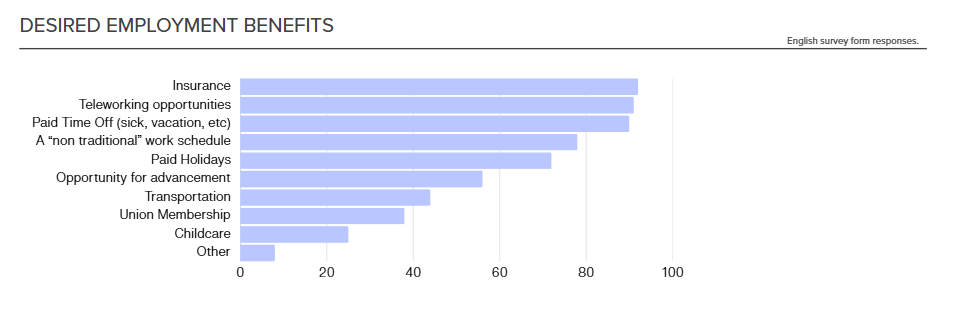 DESIRED EMPLOYMENT BENEFITS
English survey form responses.
Insurance
Teleworking opportunities
Paid Time Off (sick, vacation, etc)
A “non traditional” work schedule
Paid Holidays
Opportunity for advancement
Transportation
Union Membership
Childcare
Other
0 20 40 60 80 100